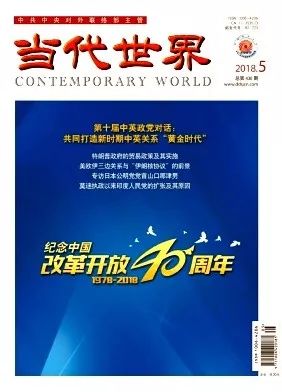 中共中央对外联络部主管
当代世界
CONTEMPORARY WORLD
2018.5
第十届中英政党对话：
共同打造新时期中英关系“黄金时代”
特朗普政府的贸易政策及其实施
美欧伊三边关系与“伊朗核协议”的前景
专访日本公明党党首山口那津男
莫迪执政以来印度人民党的扩张及其原因
纪念中国
改革开放40周年
1978-2018